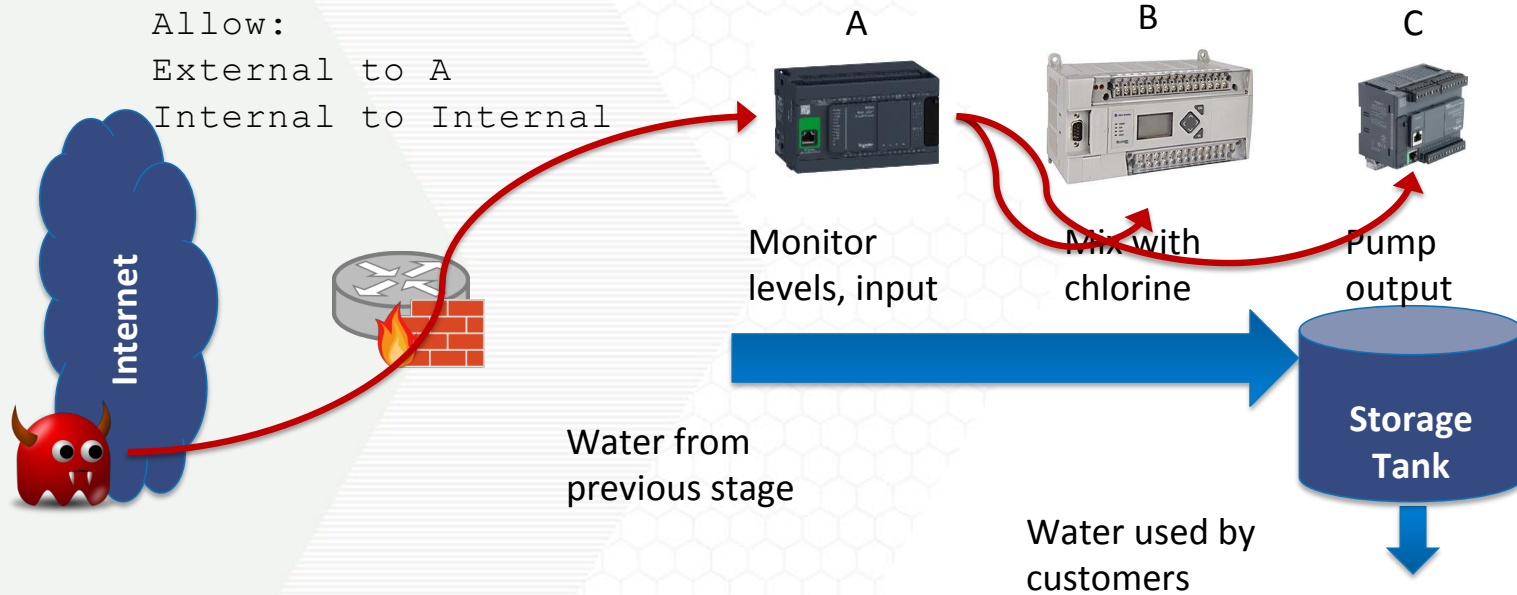 Allow:
External to A
Internal to Internal
A
B
C
Internet
Monitor
levels, input
Mix with
chlorine
Pump
output
Water from
previous stage
Storage
Tank
Water used by
customers